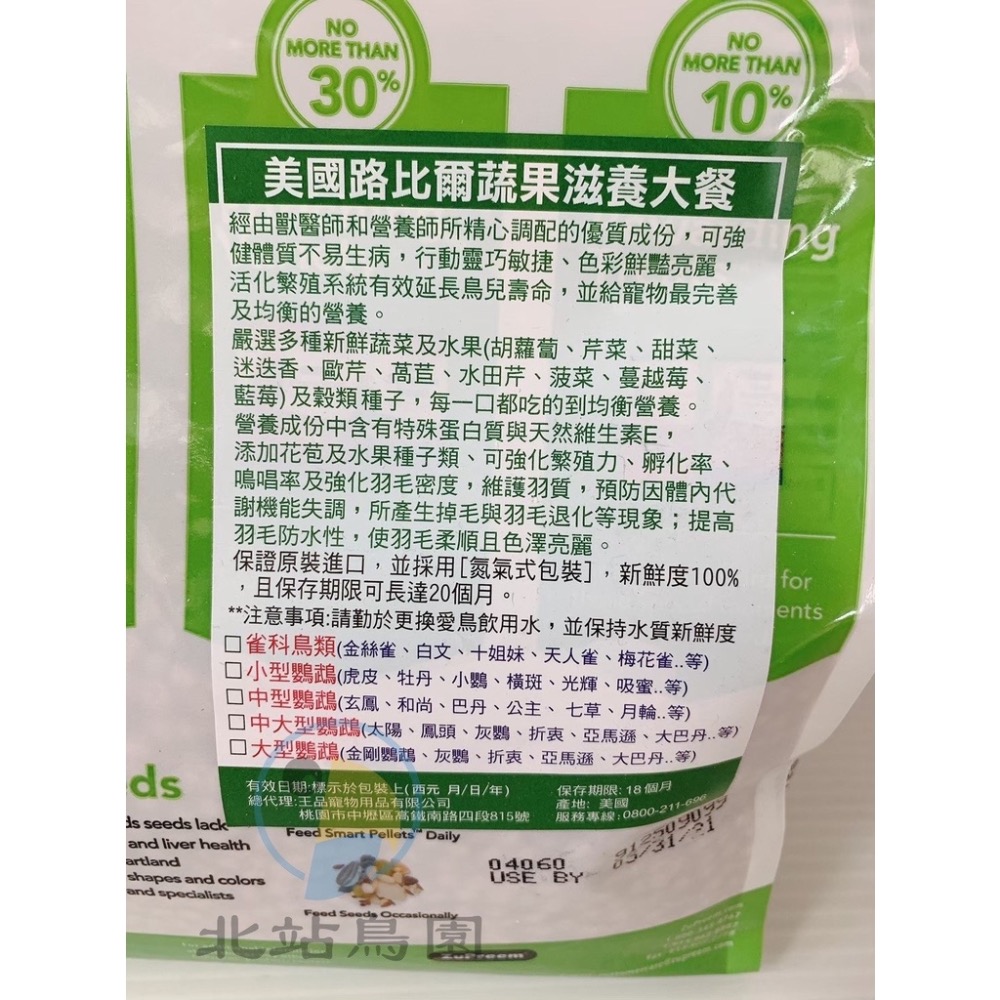 NO
MORE THAN
30%
NO
MORE THAN
10%
美國路比爾蔬果滋養大餐
經由獸醫師和營養師所精心調配的優質成份，可強
健體質不易生病，行動靈巧敏捷、色彩鮮豔亮麗，
活化繁殖系統有效延長鳥兒壽命，並給寵物最完善
及均衡的營養。
嚴選多種新鮮蔬菜及水果(胡蘿蔔、芹菜、甜菜、
迷迭香、歐芹、萵苣、水田芹、菠菜、蔓越莓、
藍莓)及穀類種子，每一口都吃的到均衡營養。
營養成份中含有特殊蛋白質與天然維生素E，
添加花苞及水果種子類、可強化繁殖力、孵化率、
鳴唱率及強化羽毛密度，維護羽質，預防因體內代
謝機能失調，所產生掉毛與羽毛退化等現象；提高
羽毛防水性，使羽毛柔順且色澤亮麗。
保證原裝進口，並採用[氮氣式包裝]，新鮮度100%
，且保存期限可長達20個月。
**注意事項:請勤於更換愛鳥飲用水，並保持水質新鮮度
□雀科鳥類(金絲雀、白文、十姐妹、天人雀、梅花雀..等)
□小型鸚鵡(虎皮、牡丹、小鸚、橫斑、光輝、吸蜜..等)
□中型鸚鵡(玄鳳、和尚、巴丹、公主、七草、月輪..等)
□中大型鸚鵡(太陽、鳳頭、灰鸚、折衷、亞馬遜、大巴丹..等)
□大型鸚鵡(金剛鸚鵡、灰鸚、折衷、亞馬遜、大巴丹..等)
有效日期:標示於包裝上(西元 月/日/年)
保存期限: 18個月
總代理:王品寵物用品有限公司
產地: 美國
桃園市中壢區高鐵南路四段815號
服務專線:0800-211-696
ing
for
ents
ds
ds seeds lack
and liver health
artland
shapes and colors
and specialists
Feed Smart Pellets™ Daily
04060
USE BY
03/31/21
Feed Seeds Occasionally
北站鳥園
ZuPreem